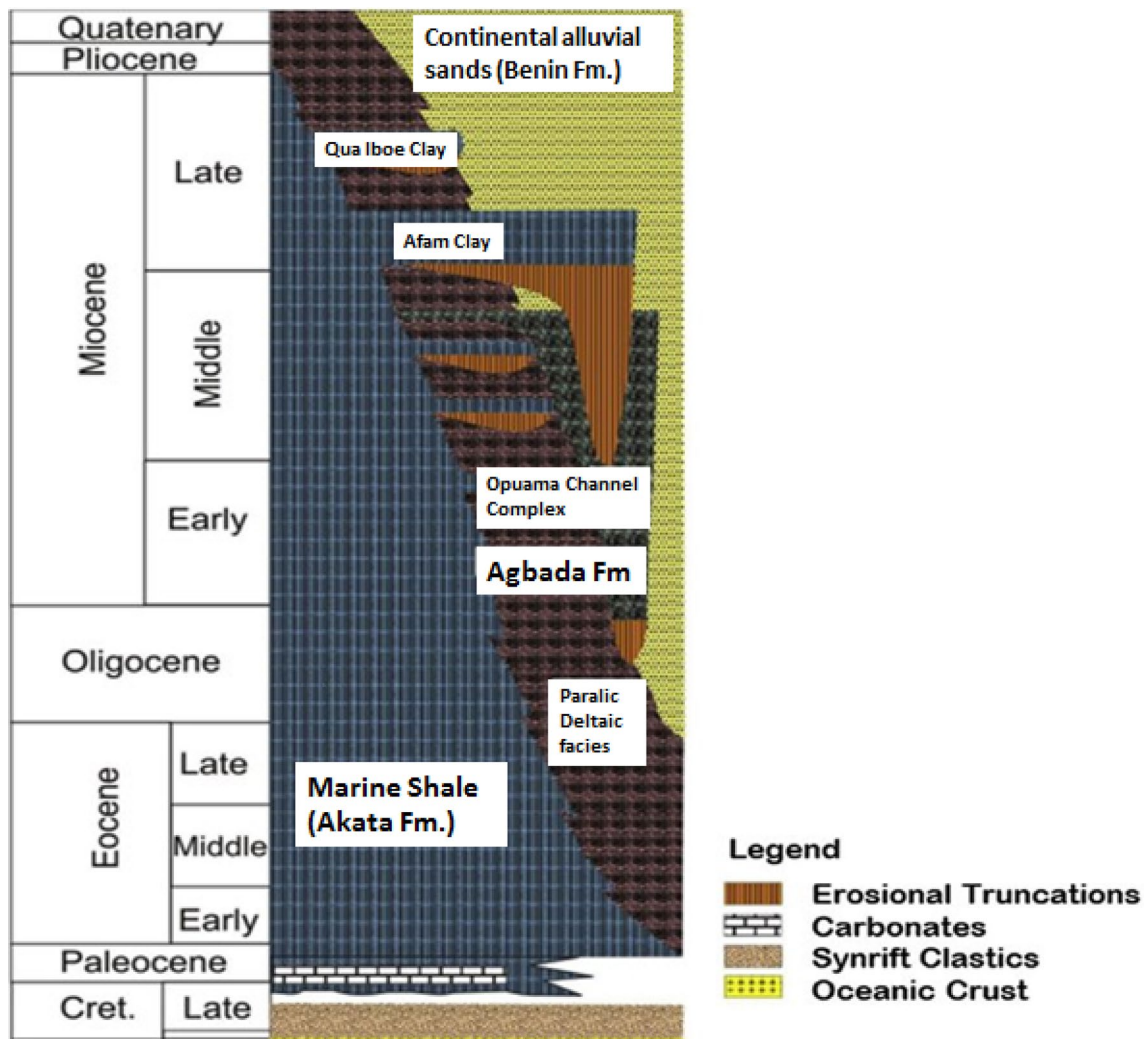 Quaternary
Pliocene
Miocene
Late
Middle
Early
Oligocene
Eocene
Late
Middle
Early
Paleocene
Cret.
Late
Continental alluvial
sands (Benin Fm.)
Qua Iboe Clay
Afam Clay
Opuama Channel
Complex
Agbada Fm
Paralic
Deltaic
facies
Marine Shale
(Akata Fm.)
Legend
Erosional Truncations
Carbonates
Synrift Clastics
Oceanic Crust